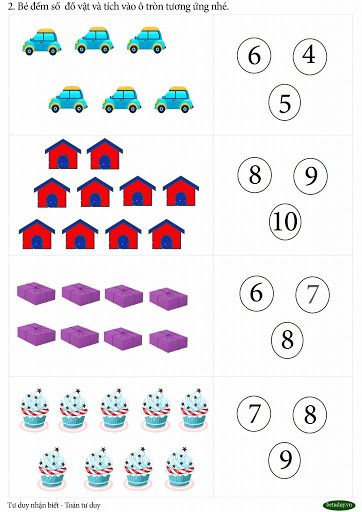 2. Bé đếm số đồ vật và tích vào ô tròn tương ứng nhé.
6 4
5
8 9
10
6 7
8
7 8
9
Tư duy nhận biết - Toán tư duy
betuduy.vn